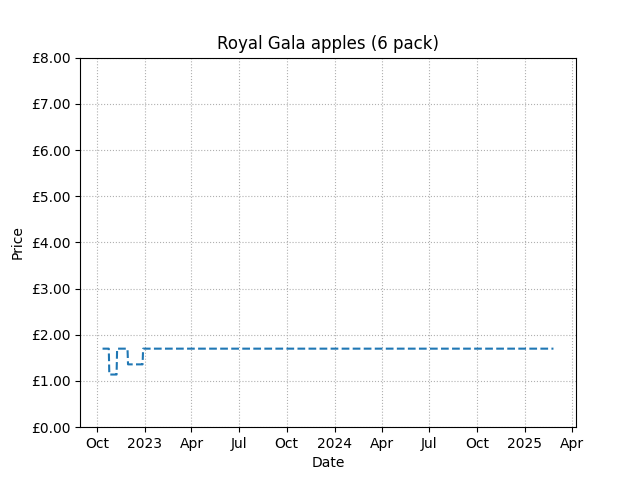 Royal Gala apples (6 pack)
£8.00
£7.00
£6.00
£5.00
£4.00
£3.00
£2.00
£1.00
£0.00
Price
Oct 2023 Apr Jul Oct 2024 Apr Jul Oct 2025 Apr
Date